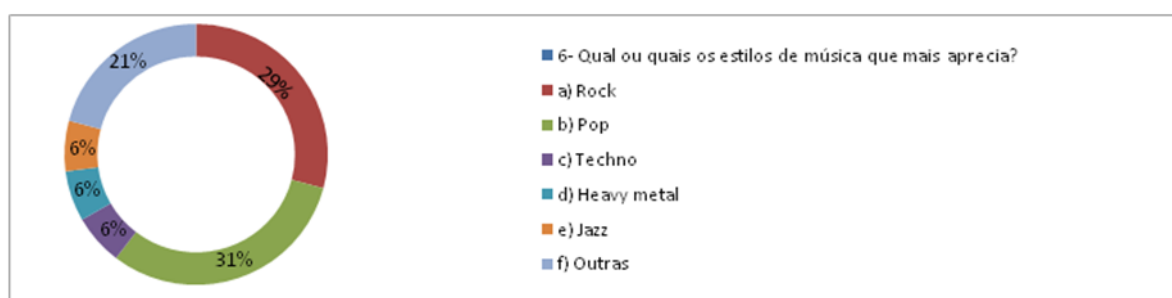 21%
29%
6%
6%
6%
31%
6- Qual ou quais os estilos de música que mais aprecia?
a) Rock
b) Pop
c) Techno
d) Heavy metal
e) Jazz
f) Outras